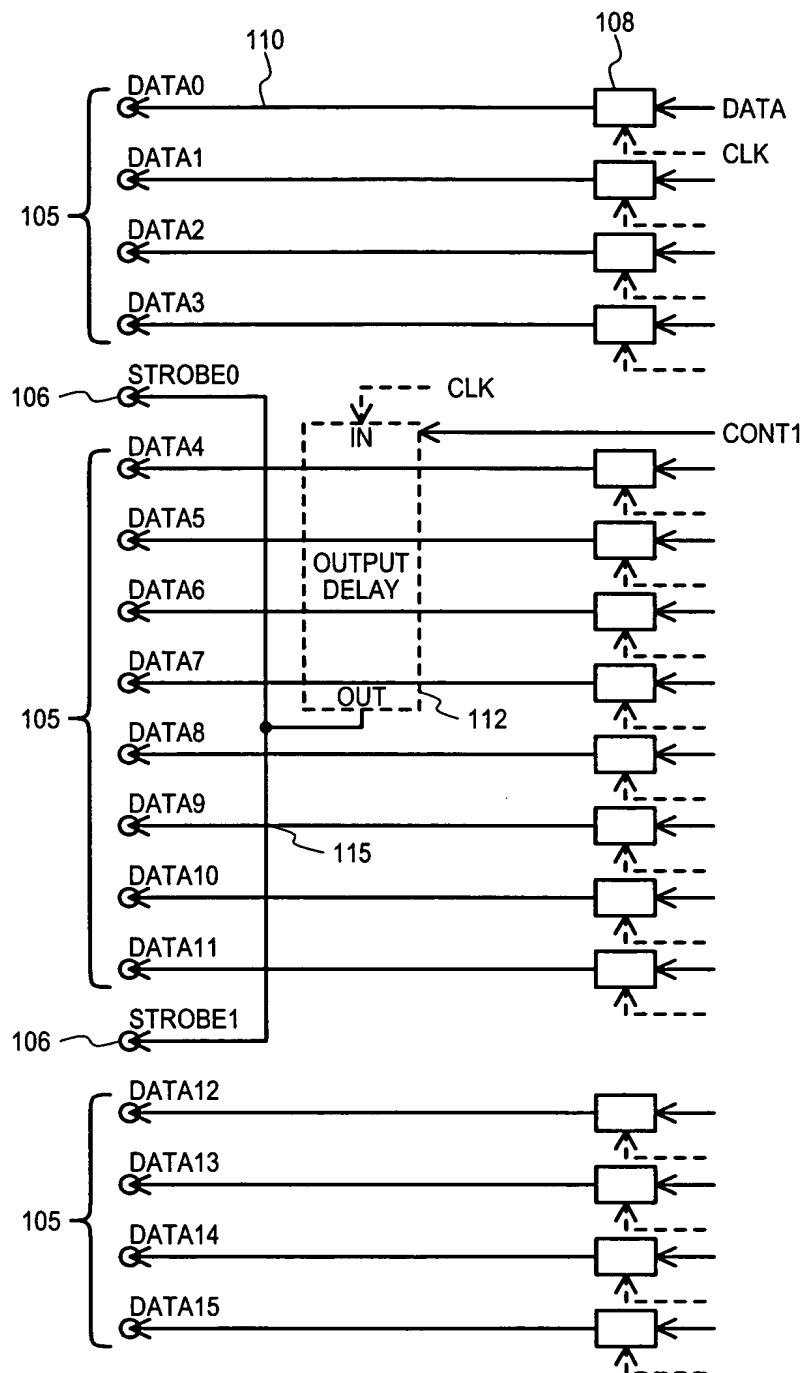 110
108
DATA0
DATA
CLK
DATA1
105
DATA2
DATA3
STROBE0
106
CLK
IN
CONT1
DATA4
DATA5
OUTPUT
DELAY
DATA6
DATA7
OUT
105
112
DATA8
DATA9
115
DATA10
DATA11
STROBE1
106
DATA12
DATA13
105
DATA14
DATA15